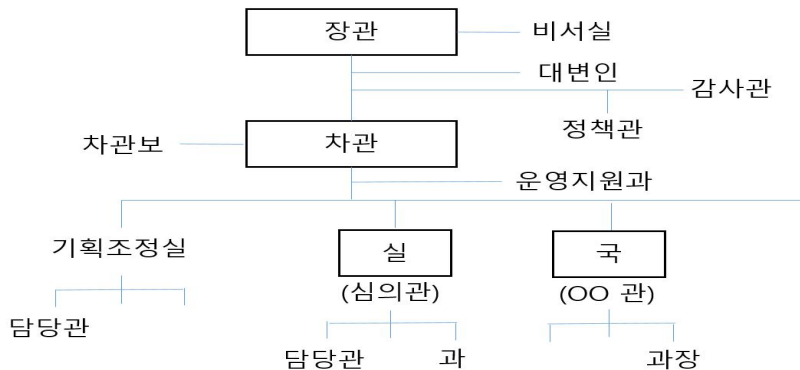 장관
비서실
대변인
감사관
정책관
차관보
차관
운영지원과
기획조정실
실
국
(심의관)
(OO 관)
담당관
담당관
과
과장